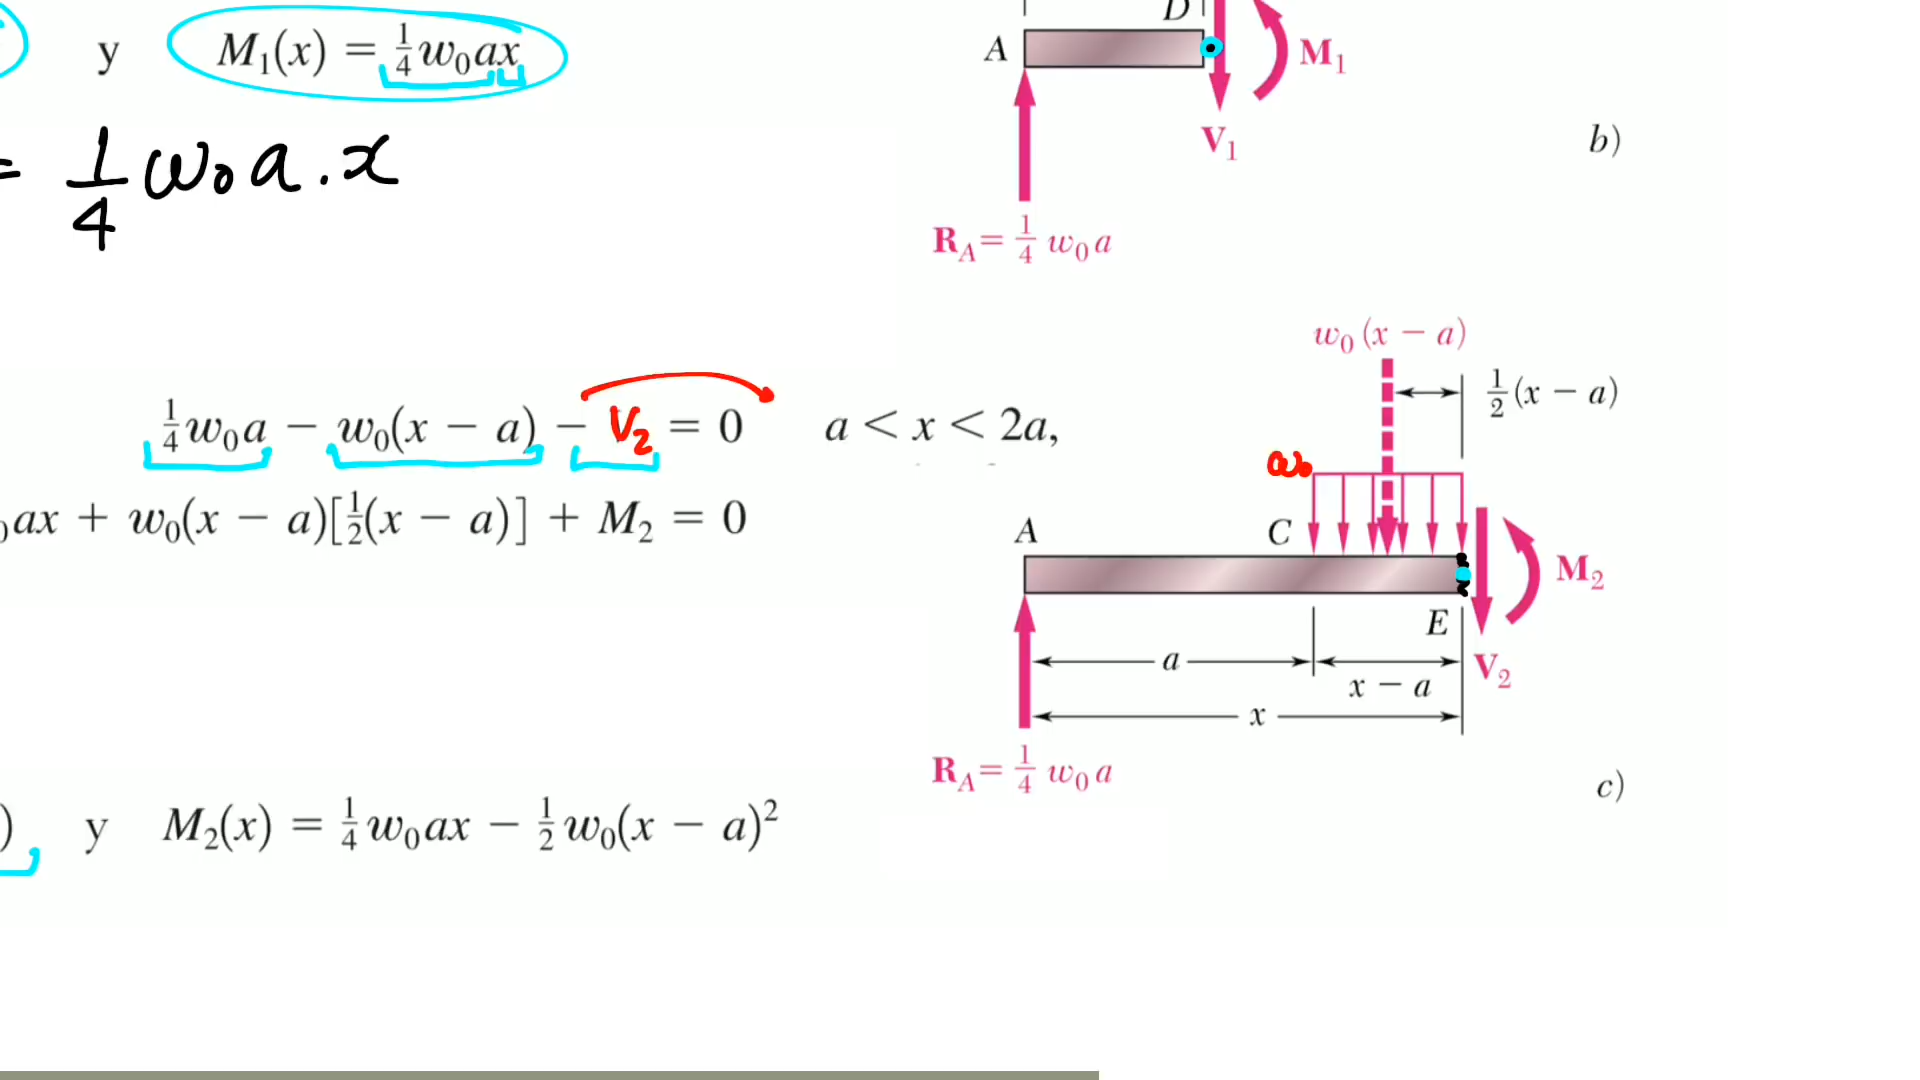 y M₁(x) = ¼w₀ax
= 1/4 w₀a.x
¼w₀a − w₀(x − a) − V₂ = 0 a < x < 2a,
₀ax + w₀(x − a)[½(x − a)] + M₂ = 0
) y M₂(x) = ¼w₀ax − ½w₀(x − a)²
D
A
M₁
V₁
b)
R_A = ¼ w₀a
w₀(x − a)
½(x − a)
w₀
A
C
M₂
E
a
V₂
x − a
x
R_A = ¼ w₀a
c)